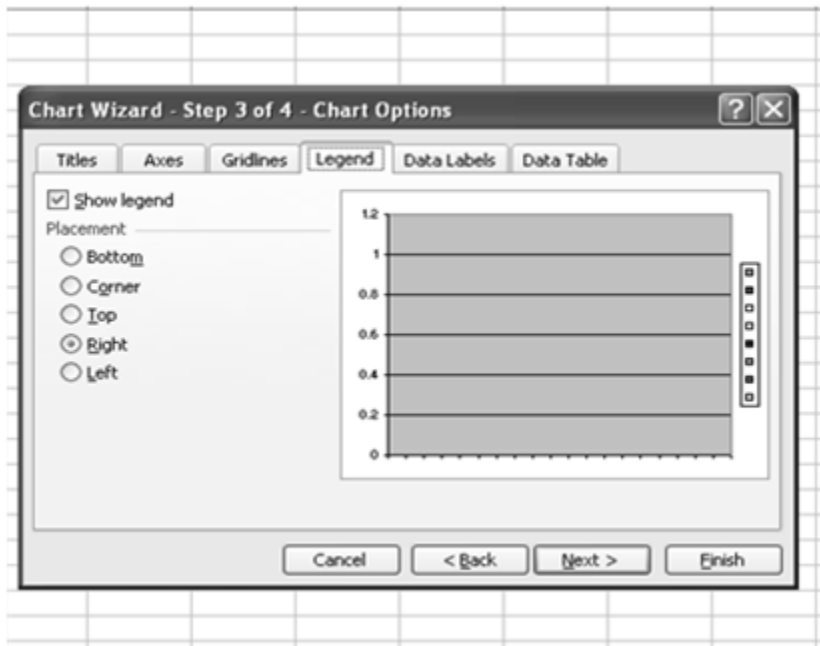 Chart Wizard - Step 3 of 4 - Chart Options
? X
Titles Axes Gridlines Legend Data Labels Data Table
Show legend
Placement
Bottom
Corner
Top
Right
Left
1.2
1
0.8
0.6
0.4
0.2
0
Cancel < Back Next > Finish